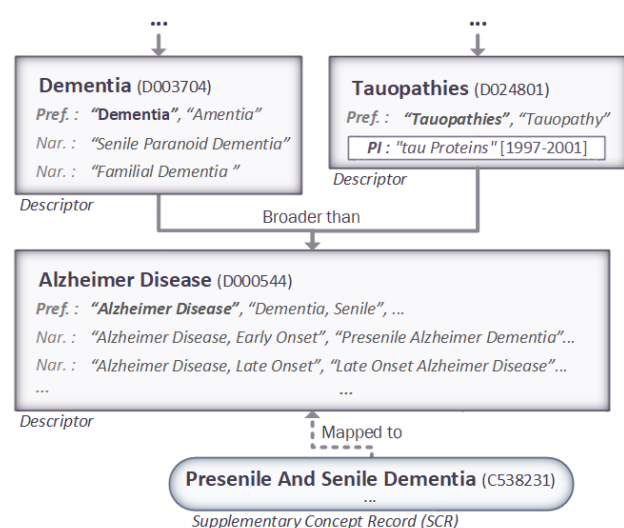 ...
...
Dementia (D003704)
Pref. : “Dementia”, “Amentia”
Nar. : “Senile Paranoid Dementia”
Nar. : “Familial Dementia ”
Descriptor
Tauopathies (D024801)
Pref. : “Tauopathies”, “Tauopathy”
PI : "tau Proteins" [1997-2001]
Descriptor
Broader than
Alzheimer Disease (D000544)
Pref. : “Alzheimer Disease”, “Dementia, Senile”, ...
Nar. : “Alzheimer Disease, Early Onset”, “Presenile Alzheimer Dementia”...
Nar. : “Alzheimer Disease, Late Onset”, “Late Onset Alzheimer Disease”...
... ...
Descriptor
Mapped to
Presenile And Senile Dementia (C538231)
...
Supplementary Concept Record (SCR)